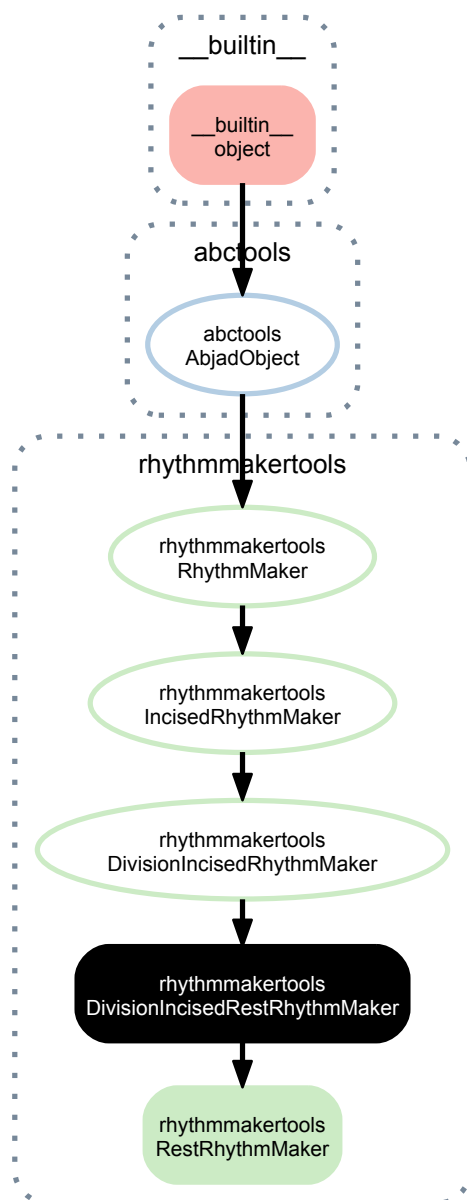 __builtin__
__builtin__
object
abctools
abctools
AbjadObject
rhythmmakertools
rhythmmakertools
RhythmMaker
rhythmmakertools
IncisedRhythmMaker
rhythmmakertools
DivisionIncisedRhythmMaker
rhythmmakertools
DivisionIncisedRestRhythmMaker
rhythmmakertools
RestRhythmMaker